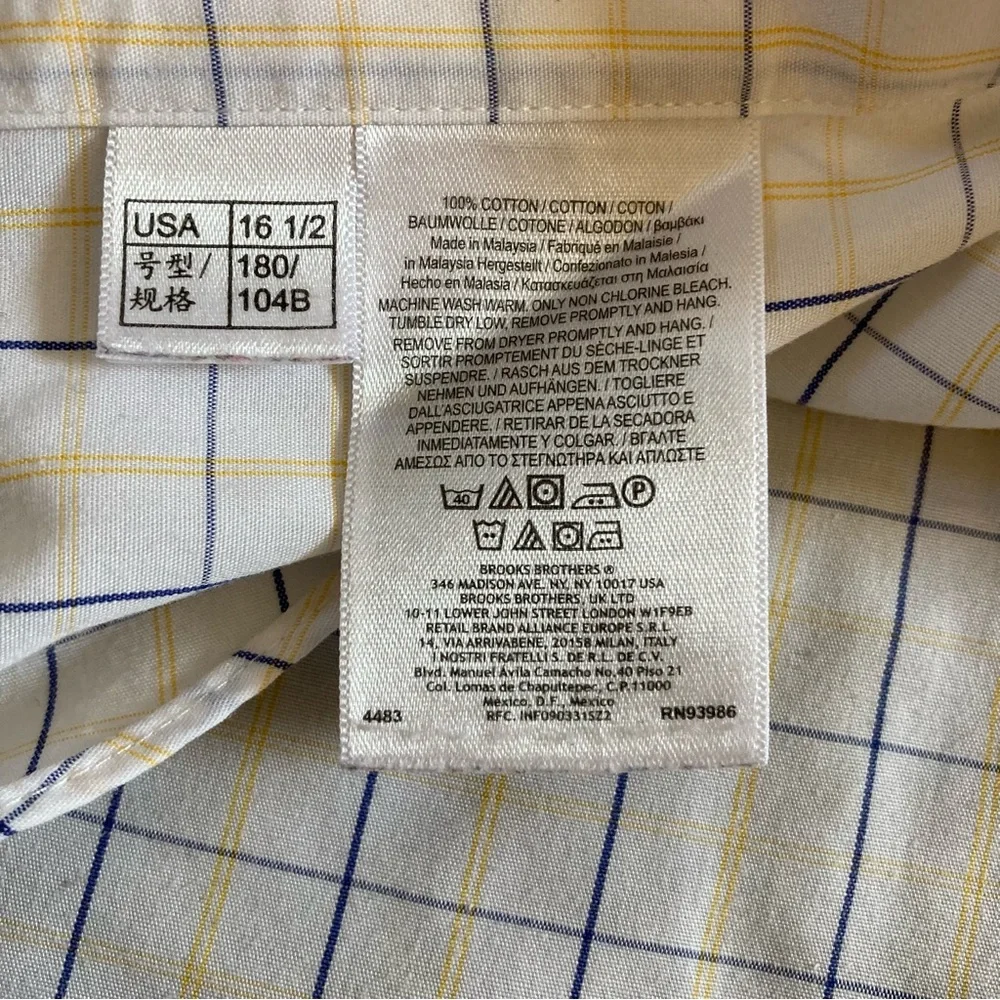 USA 16 1/2
号型/ 180/
规格 104B
100% COTTON / COTTON / COTON /
BAUMWOLLE / COTONE / ALGODON / βαμβάκι
Made in Malaysia / Fabriqué en Malaisie /
in Malaysia Hergestellt / Confezionato in Malesia /
Hecho en Malasia / Κατασκευάζεται στη Μαλαισία
MACHINE WASH WARM. ONLY NON CHLORINE BLEACH.
TUMBLE DRY LOW, REMOVE PROMPTLY AND HANG.
REMOVE FROM DRYER PROMPTLY AND HANG. /
SORTIR PROMPTEMENT DU SÈCHE-LINGE ET
SUSPENDRE. / RASCH AUS DEM TROCKNER
NEHMEN UND AUFHÄNGEN. / TOGLIERE
DALL'ASCIUGATRICE APPENA ASCIUTTO E
APPENDERE. / RETIRAR DE LA SECADORA
INMEDIATAMENTE Y COLGAR. / ΒΓΑΛΤΕ
ΑΜΕΣΩΣ ΑΠΟ ΤΟ ΣΤΕΓΝΩΤΗΡΑ ΚΑΙ ΑΠΛΩΣΤΕ
40 P
BROOKS BROTHERS ®
346 MADISON AVE. NY, NY 10017 USA
BROOKS BROTHERS, UK LTD
10-11 LOWER JOHN STREET LONDON W1F9EB
RETAIL BRAND ALLIANCE EUROPE S.R.L.
14, VIA ARRIVABENE, 20158 MILAN, ITALY
I NOSTRI FRATELLI S. DE R.L. DE C.V.
Blvd. Manuel Avila Camacho No.40 Piso 21
Col. Lomas de Chapultepec, C.P.11000
Mexico, D.F., Mexico
4483 RFC. INF090331SZ2 RN93986